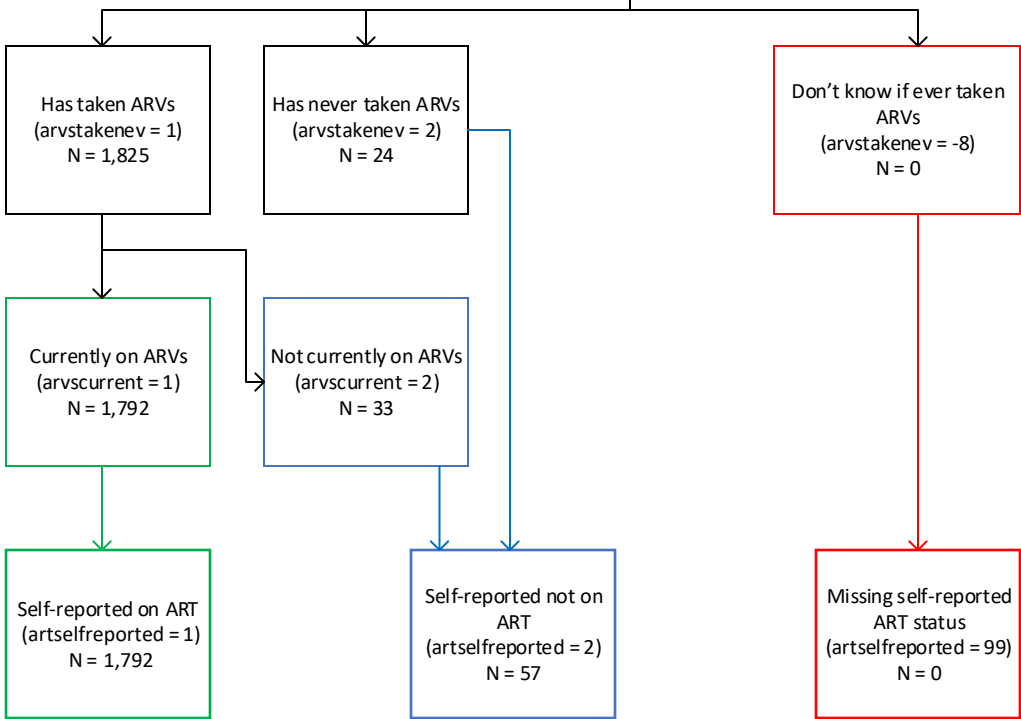 Has taken ARVs
(arvstakenev = 1)
N = 1,825
Has never taken ARVs
(arvstakenev = 2)
N = 24
Don't know if ever taken
ARVs
(arvstakenev = -8)
N = 0
Currently on ARVs
(arvscurrent = 1)
N = 1,792
Not currently on ARVs
(arvscurrent = 2)
N = 33
Self-reported on ART
(artselfreported = 1)
N = 1,792
Self-reported not on
ART
(artselfreported = 2)
N = 57
Missing self-reported
ART status
(artselfreported = 99)
N = 0